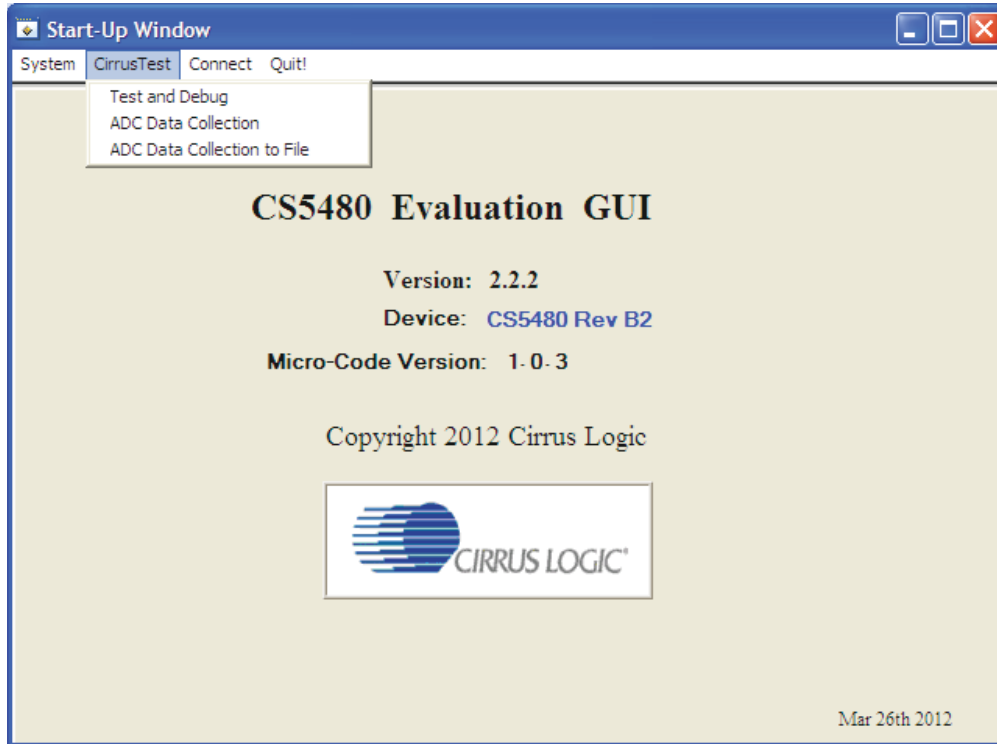 Start-Up Window
System CirrusTest Connect Quit!
Test and Debug
ADC Data Collection
ADC Data Collection to File
CS5480 Evaluation GUI
Version: 2.2.2
Device: CS5480 Rev B2
Micro-Code Version: 1-0-3
Copyright 2012 Cirrus Logic
CIRRUS LOGIC®
Mar 26th 2012